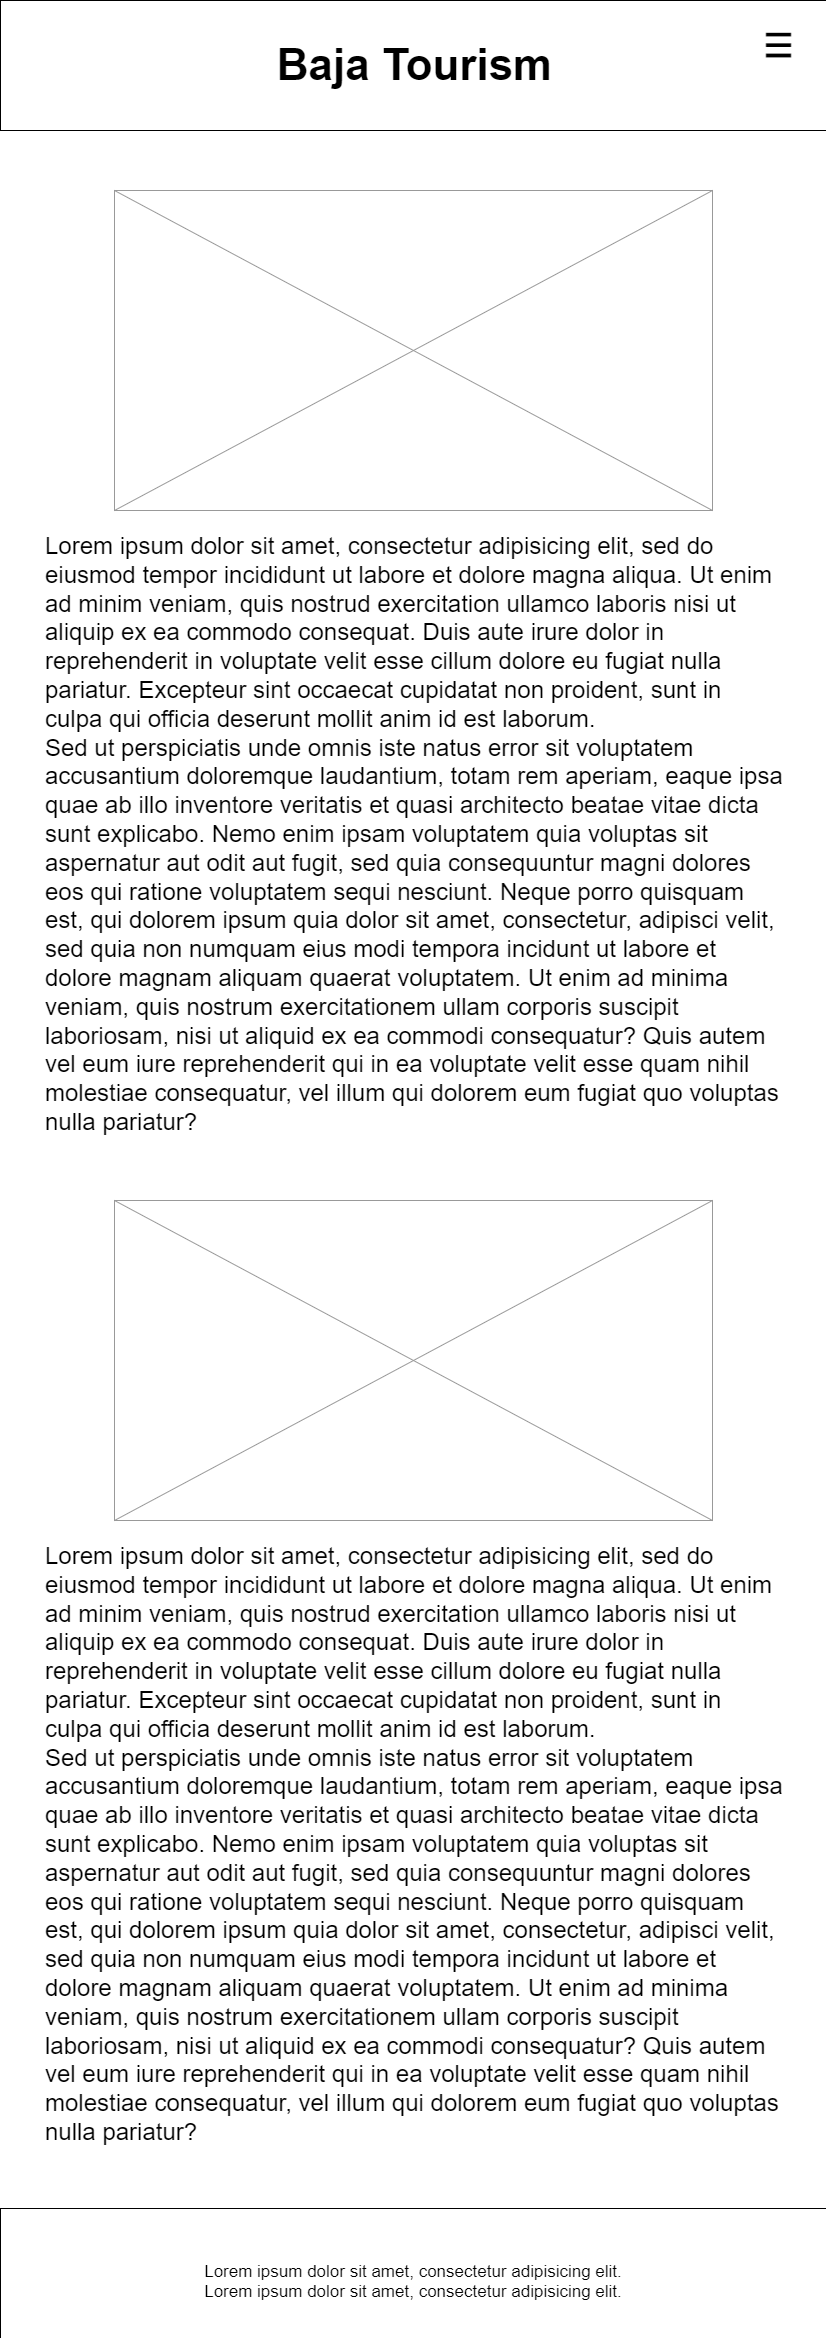 Baja Tourism
☰
Lorem ipsum dolor sit amet, consectetur adipisicing elit, sed do
eiusmod tempor incididunt ut labore et dolore magna aliqua. Ut enim
ad minim veniam, quis nostrud exercitation ullamco laboris nisi ut
aliquip ex ea commodo consequat. Duis aute irure dolor in
reprehenderit in voluptate velit esse cillum dolore eu fugiat nulla
pariatur. Excepteur sint occaecat cupidatat non proident, sunt in
culpa qui officia deserunt mollit anim id est laborum.
Sed ut perspiciatis unde omnis iste natus error sit voluptatem
accusantium doloremque laudantium, totam rem aperiam, eaque ipsa
quae ab illo inventore veritatis et quasi architecto beatae vitae dicta
sunt explicabo. Nemo enim ipsam voluptatem quia voluptas sit
aspernatur aut odit aut fugit, sed quia consequuntur magni dolores
eos qui ratione voluptatem sequi nesciunt. Neque porro quisquam
est, qui dolorem ipsum quia dolor sit amet, consectetur, adipisci velit,
sed quia non numquam eius modi tempora incidunt ut labore et
dolore magnam aliquam quaerat voluptatem. Ut enim ad minima
veniam, quis nostrum exercitationem ullam corporis suscipit
laboriosam, nisi ut aliquid ex ea commodi consequatur? Quis autem
vel eum iure reprehenderit qui in ea voluptate velit esse quam nihil
molestiae consequatur, vel illum qui dolorem eum fugiat quo voluptas
nulla pariatur?
Lorem ipsum dolor sit amet, consectetur adipisicing elit, sed do
eiusmod tempor incididunt ut labore et dolore magna aliqua. Ut enim
ad minim veniam, quis nostrud exercitation ullamco laboris nisi ut
aliquip ex ea commodo consequat. Duis aute irure dolor in
reprehenderit in voluptate velit esse cillum dolore eu fugiat nulla
pariatur. Excepteur sint occaecat cupidatat non proident, sunt in
culpa qui officia deserunt mollit anim id est laborum.
Sed ut perspiciatis unde omnis iste natus error sit voluptatem
accusantium doloremque laudantium, totam rem aperiam, eaque ipsa
quae ab illo inventore veritatis et quasi architecto beatae vitae dicta
sunt explicabo. Nemo enim ipsam voluptatem quia voluptas sit
aspernatur aut odit aut fugit, sed quia consequuntur magni dolores
eos qui ratione voluptatem sequi nesciunt. Neque porro quisquam
est, qui dolorem ipsum quia dolor sit amet, consectetur, adipisci velit,
sed quia non numquam eius modi tempora incidunt ut labore et
dolore magnam aliquam quaerat voluptatem. Ut enim ad minima
veniam, quis nostrum exercitationem ullam corporis suscipit
laboriosam, nisi ut aliquid ex ea commodi consequatur? Quis autem
vel eum iure reprehenderit qui in ea voluptate velit esse quam nihil
molestiae consequatur, vel illum qui dolorem eum fugiat quo voluptas
nulla pariatur?
Lorem ipsum dolor sit amet, consectetur adipisicing elit.
Lorem ipsum dolor sit amet, consectetur adipisicing elit.